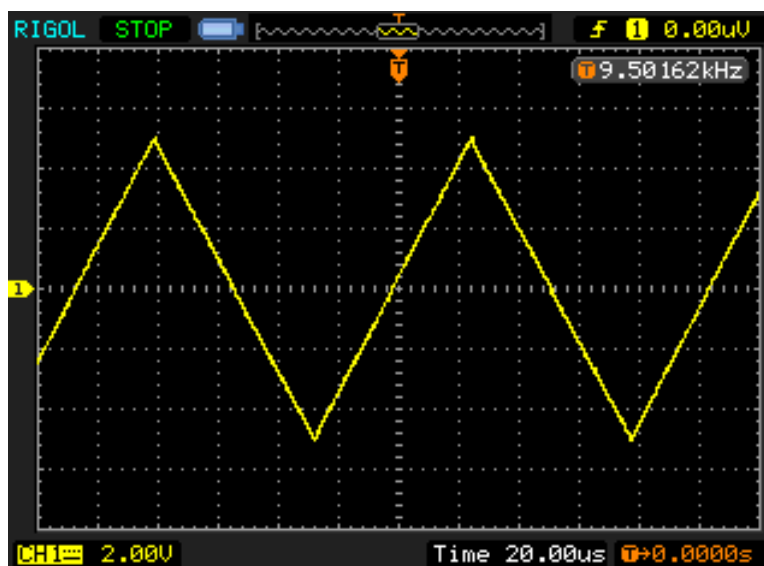 RIGOL STOP T f 1 0.00uV
T
T 9.50162kHz
1
CH1 2.00V Time 20.00us T→0.0000s